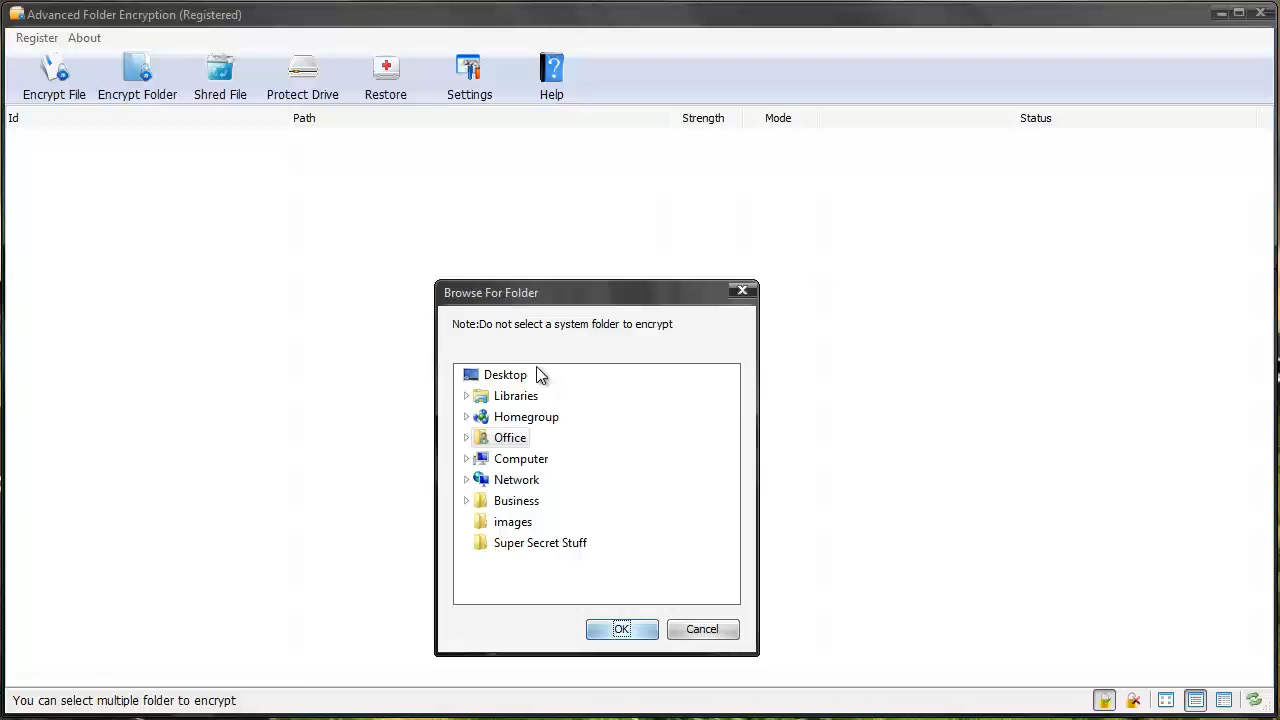 Advanced Folder Encryption (Registered)
Register About
Encrypt File Encrypt Folder Shred File Protect Drive Restore Settings Help
Id Path Strength Mode Status
Browse For Folder
Note:Do not select a system folder to encrypt
Desktop
Libraries
Homegroup
Office
Computer
Network
Business
images
Super Secret Stuff
OK Cancel
You can select multiple folder to encrypt